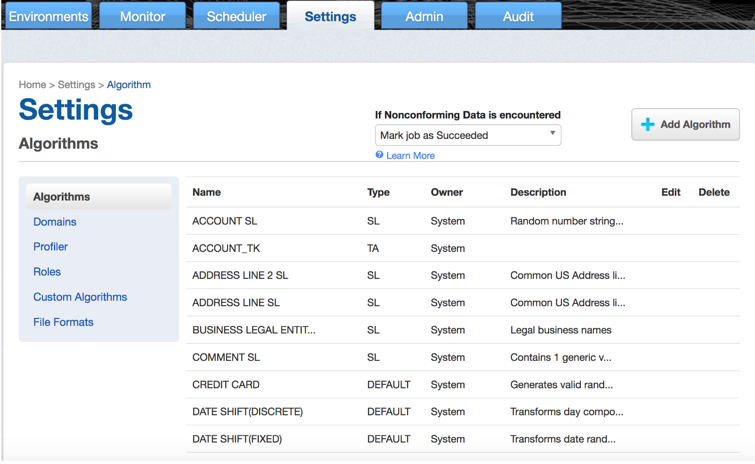 Environments Monitor Scheduler Settings Admin Audit
Home > Settings > Algorithm
Settings
If Nonconforming Data is encountered
Mark job as Succeeded
Learn More
Add Algorithm
Algorithms
Algorithms
Domains
Profiler
Roles
Custom Algorithms
File Formats
Name Type Owner Description Edit Delete
ACCOUNT SL SL System Random number string...
ACCOUNT_TK TA System
ADDRESS LINE 2 SL SL System Common US Address li...
ADDRESS LINE SL SL System Common US Address li...
BUSINESS LEGAL ENTIT... SL System Legal business names
COMMENT SL SL System Contains 1 generic v...
CREDIT CARD DEFAULT System Generates valid rand...
DATE SHIFT(DISCRETE) DEFAULT System Transforms day compo...
DATE SHIFT(FIXED) DEFAULT System Transforms date rand...